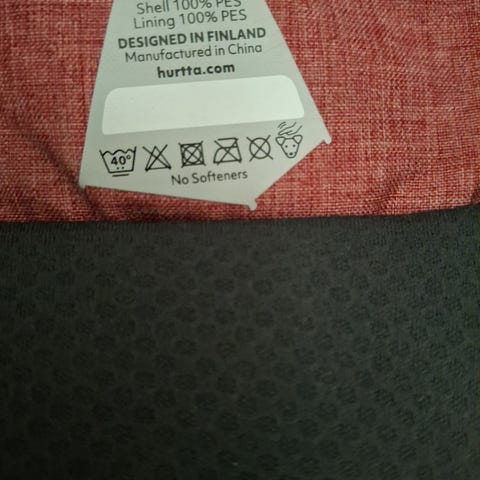 Shell 100% PES
Lining 100% PES
DESIGNED IN FINLAND
Manufactured in China
hurtta.com
40°
No Softeners